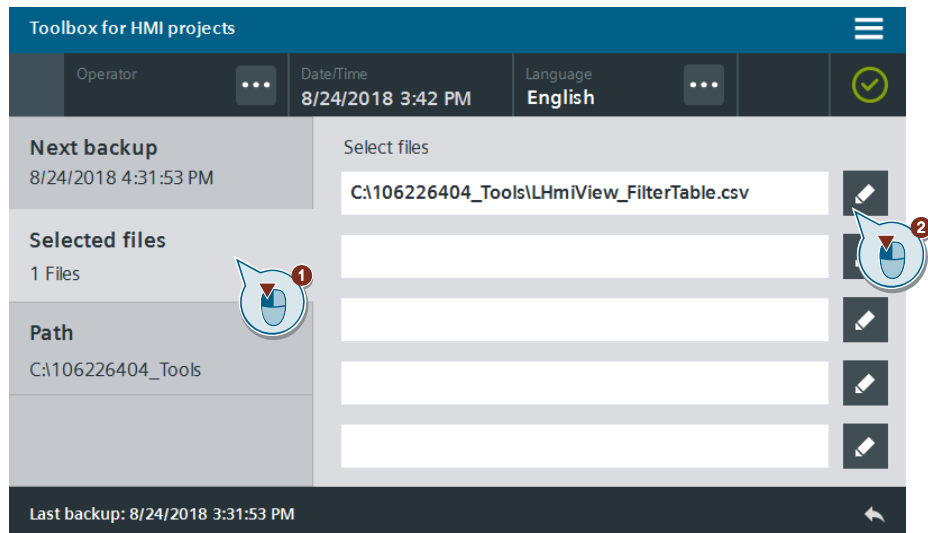 Toolbox for HMI projects
Operator
Date/Time
8/24/2018 3:42 PM
Language
English
Next backup
8/24/2018 4:31:53 PM
Selected files
1 Files
Path
C:\106226404_Tools
Select files
C:\106226404_Tools\LHmiView_FilterTable.csv
1
2
Last backup: 8/24/2018 3:31:53 PM